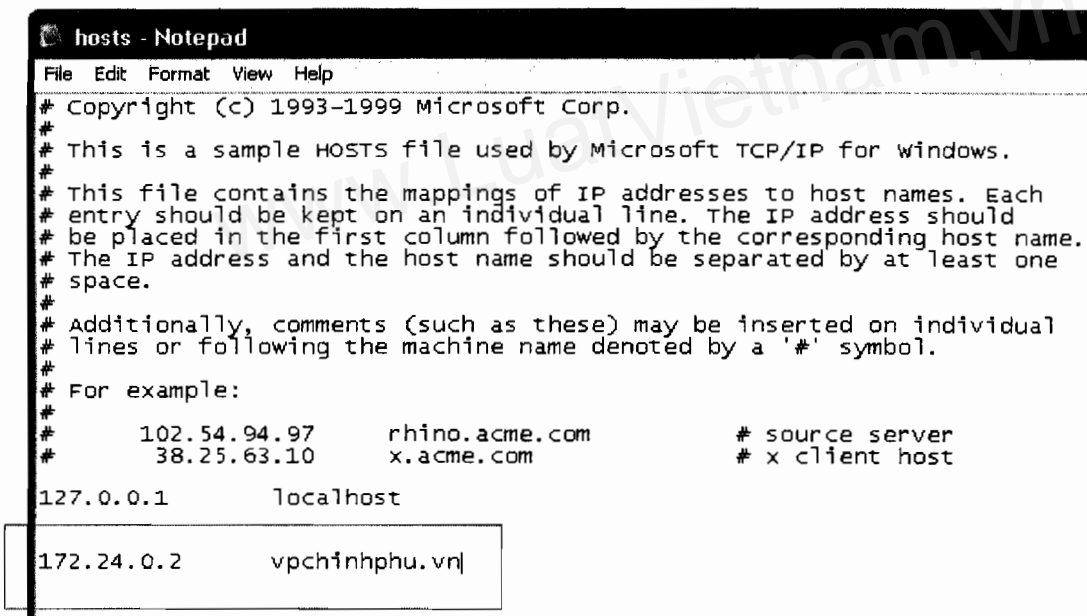 hosts - Notepad
File Edit Format View Help
# Copyright (c) 1993-1999 Microsoft Corp.
#
# This is a sample HOSTS file used by Microsoft TCP/IP for Windows.
#
# This file contains the mappings of IP addresses to host names. Each
# entry should be kept on an individual line. The IP address should
# be placed in the first column followed by the corresponding host name.
# The IP address and the host name should be separated by at least one
# space.
#
# Additionally, comments (such as these) may be inserted on individual
# lines or following the machine name denoted by a '#' symbol.
#
# For example:
#
# 102.54.94.97 rhino.acme.com # source server
# 38.25.63.10 x.acme.com # x client host
127.0.0.1 localhost
172.24.0.2 vpchinhphu.vn
www.LuatVietnam.vn